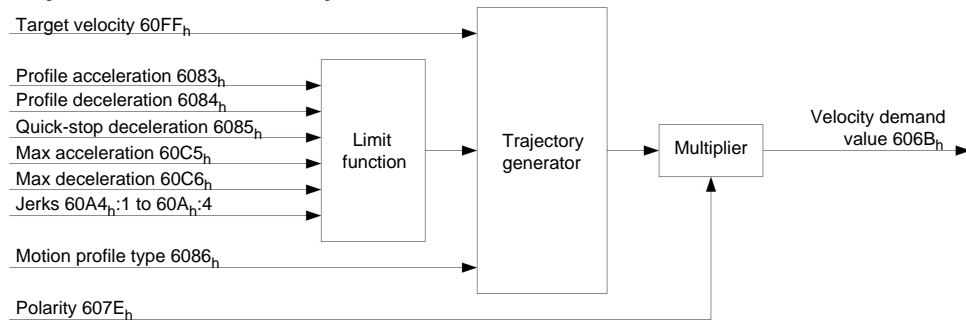 Target velocity 60FFh
Profile acceleration 6083h
Profile deceleration 6084h
Quick-stop deceleration 6085h
Max acceleration 60C5h
Max deceleration 60C6h
Jerks 60A4h:1 to 60Ah:4
Motion profile type 6086h
Polarity 607Eh
Limit
function
Trajectory
generator
Multiplier
Velocity demand
value 606Bh